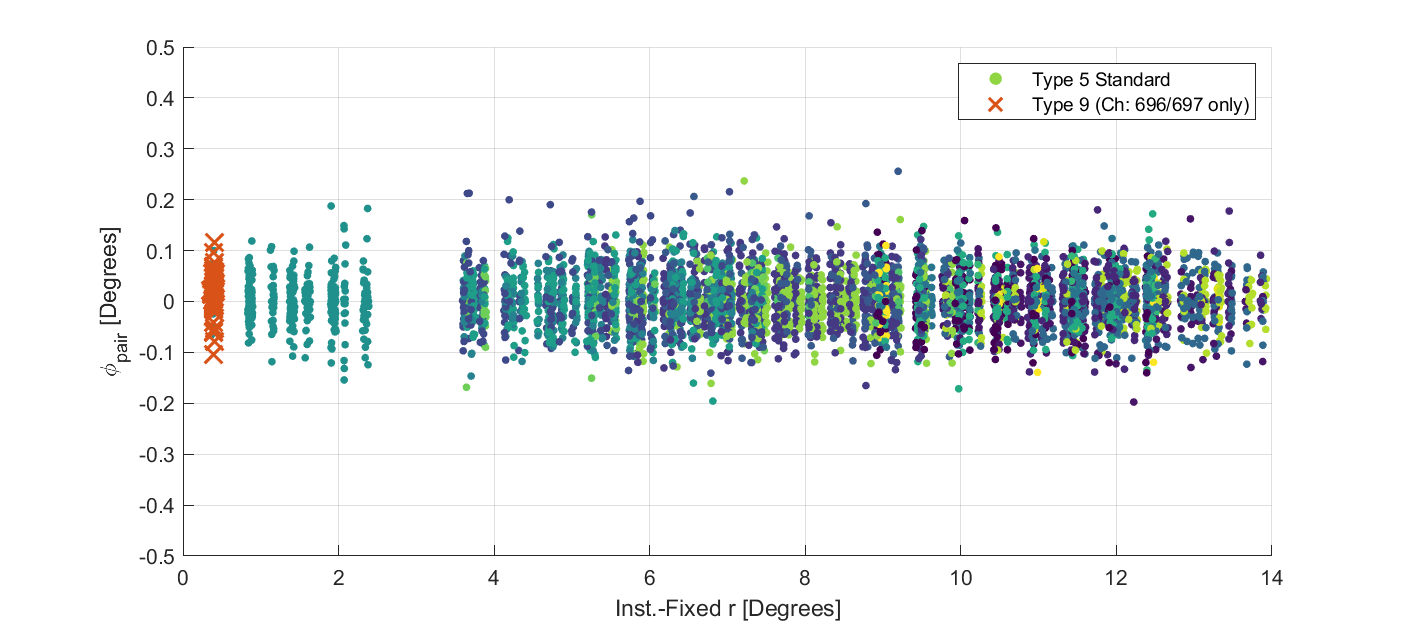 0.5
0.4
0.3
0.2
0.1
0
-0.1
-0.2
-0.3
-0.4
-0.5
ϕpair [Degrees]
Type 5 Standard
Type 9 (Ch: 696/697 only)
0 2 4 6 8 10 12 14
Inst.-Fixed r [Degrees]